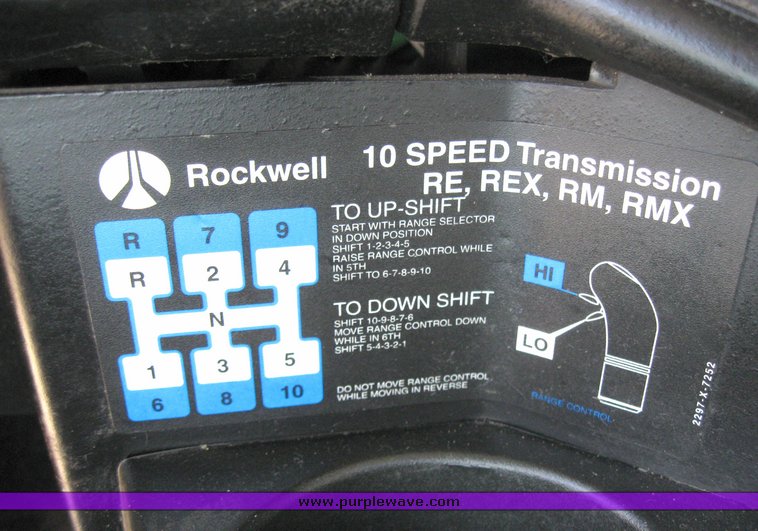 Rockwell
10 SPEED Transmission
RE, REX, RM, RMX
R 7 9
R 2 4
N
1 3 5
6 8 10
TO UP-SHIFT
START WITH RANGE SELECTOR
IN DOWN POSITION
SHIFT 1-2-3-4-5
RAISE RANGE CONTROL WHILE
IN 5TH
SHIFT TO 6-7-8-9-10
TO DOWN SHIFT
SHIFT 10-9-8-7-6
MOVE RANGE CONTROL DOWN
WHILE IN 6TH
SHIFT 5-4-3-2-1
DO NOT MOVE RANGE CONTROL
WHILE MOVING IN REVERSE
HI
LO
RANGE CONTROL
2297-X-7252
www.purplewave.com